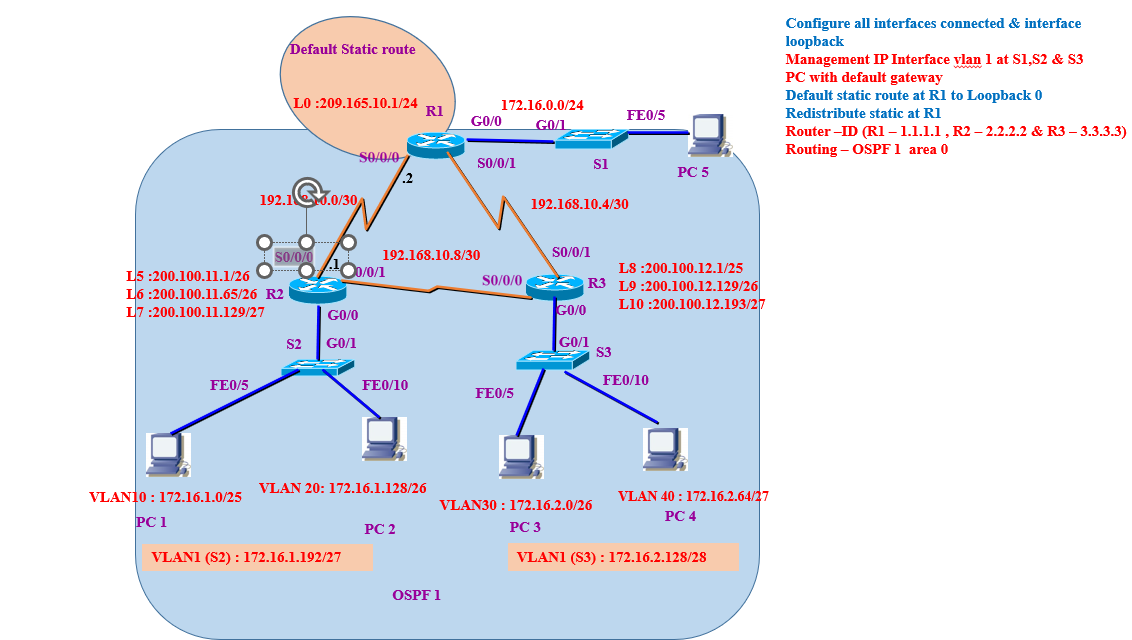 Configure all interfaces connected & interface
loopback
Management IP Interface vlan 1 at S1,S2 & S3
PC with default gateway
Default static route at R1 to Loopback 0
Redistribute static at R1
Router –ID (R1 – 1.1.1.1 , R2 – 2.2.2.2 & R3 – 3.3.3.3)
Routing – OSPF 1 area 0
Default Static route
L0 :209.165.10.1/24
R1
172.16.0.0/24
G0/0
G0/1
FE0/5
S0/0/0
.2
S0/0/1
S1
PC 5
192.168.10.4/30
192.168.10.8/30
S0/0/0
.1
0/0/1
S0/0/1
S0/0/0
R2
R3
L5 :200.100.11.1/26
L6 :200.100.11.65/26
L7 :200.100.11.129/27
L8 :200.100.12.1/25
L9 :200.100.12.129/26
L10 :200.100.12.193/27
G0/0
G0/0
S2
G0/1
G0/1
S3
FE0/5
FE0/10
FE0/5
FE0/10
VLAN10 : 172.16.1.0/25
VLAN 20: 172.16.1.128/26
VLAN30 : 172.16.2.0/26
VLAN 40 : 172.16.2.64/27
PC 1
PC 2
PC 3
PC 4
VLAN1 (S2) : 172.16.1.192/27
VLAN1 (S3) : 172.16.2.128/28
OSPF 1